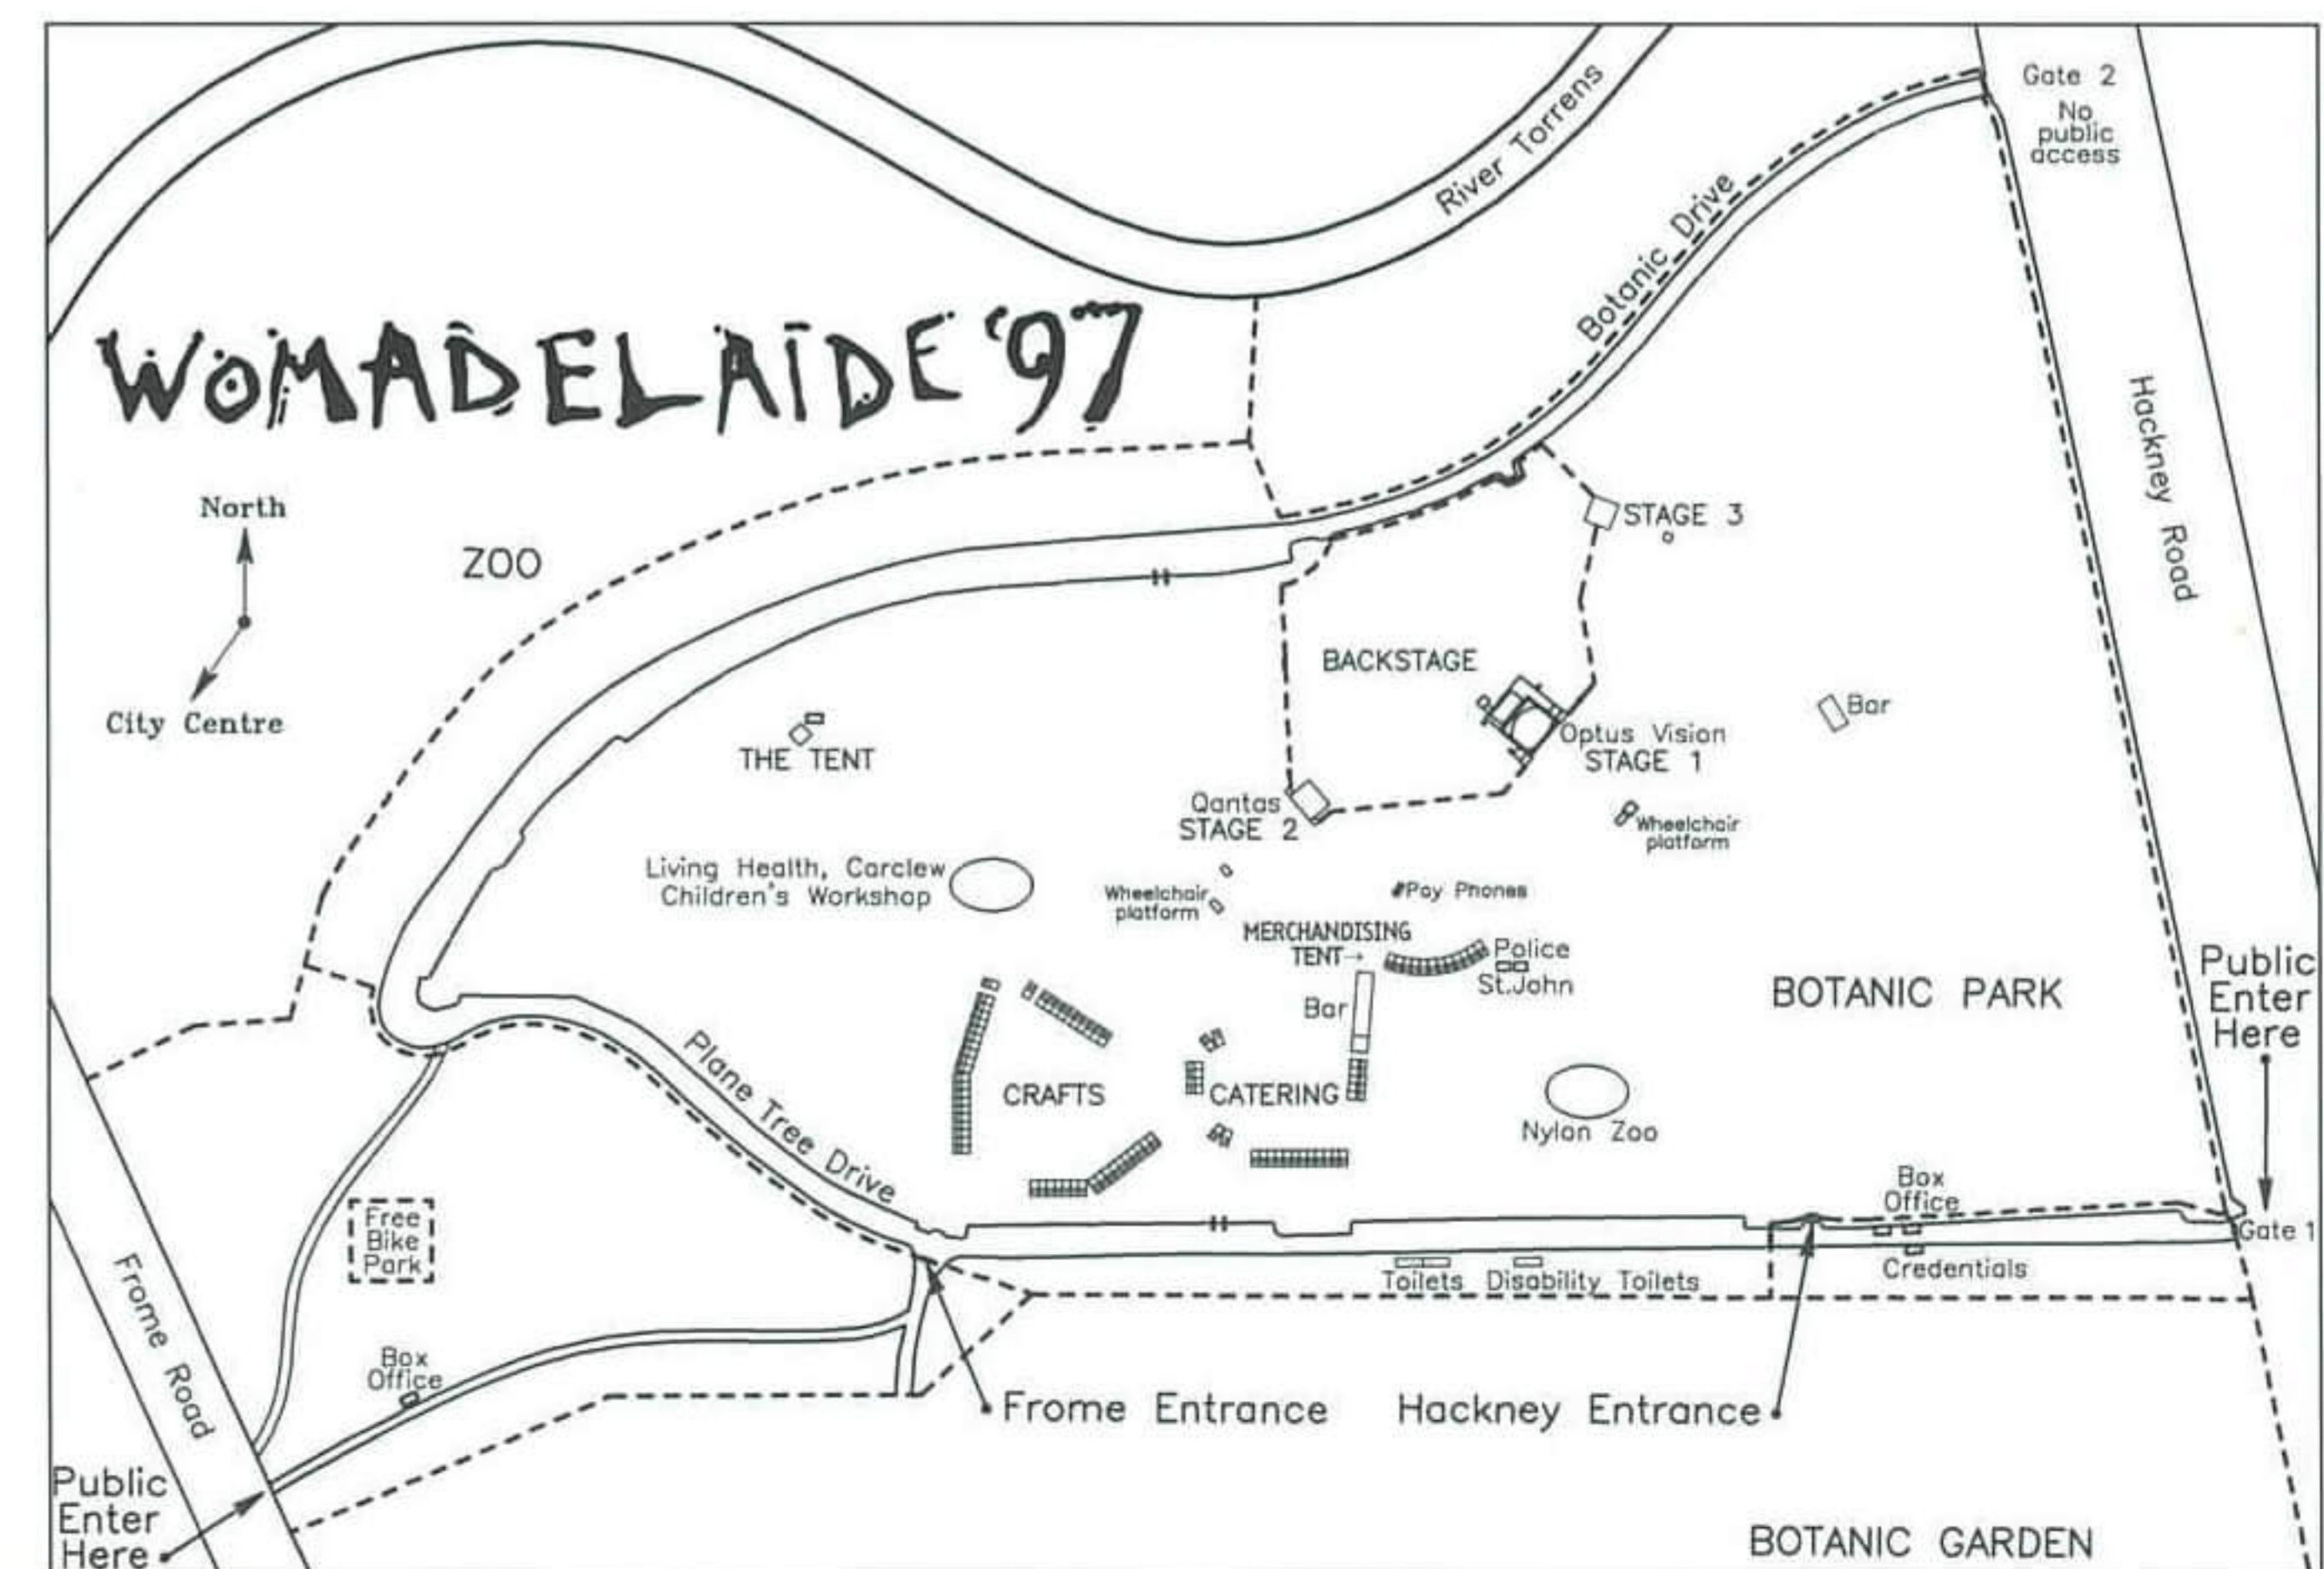 Gate 2
No
public
access
River Torrens
Botanic Drive
WOMADELAIDE '97
Hackney Road
North
City Centre
ZOO
STAGE 3
BACKSTAGE
Bar
Optus Vision
STAGE 1
THE TENT
Qantas
STAGE 2
Wheelchair
platform
Living Health, Carclew
Children's Workshop
Wheelchair
platform
Pay Phones
MERCHANDISING
TENT→
Police
St.John
Bar
BOTANIC PARK
Public
Enter
Here
Plane Tree Drive
CRAFTS
CATERING
Nylon Zoo
Box
Office
Gate 1
Credentials
Toilets
Disability Toilets
Free
Bike
Park
Frome Road
Box
Office
Frome Entrance
Hackney Entrance
Public
Enter
Here
BOTANIC GARDEN